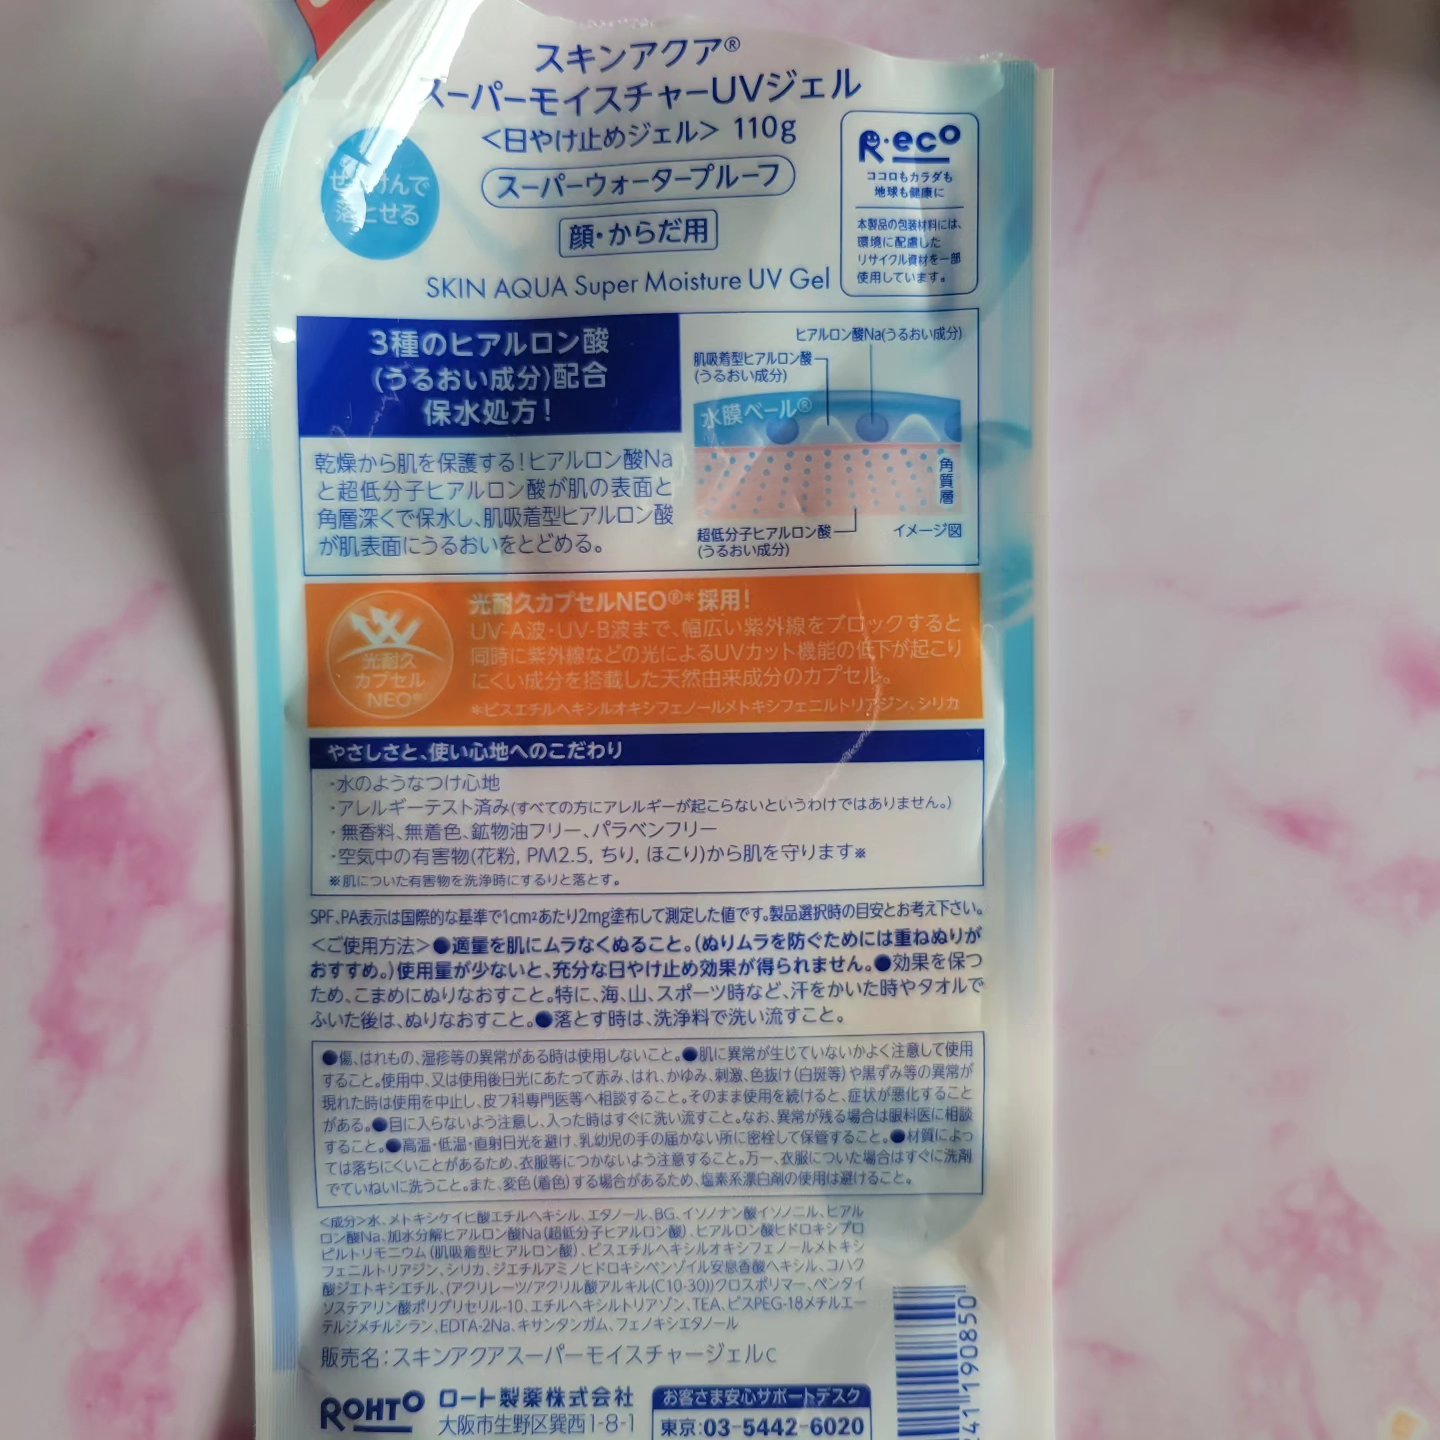 スキンアクア®
スーパーモイスチャーUVジェル
<日やけ止めジェル> 110g
スーパーウォータープルーフ
顔・からだ用
SKIN AQUA Super Moisture UV Gel
せっけんで
落とせる
R・eco
ココロもカラダも
地球も健康に
本製品の包装材料には、
環境に配慮した
リサイクル資材を一部
使用しています。
3種のヒアルロン酸
(うるおい成分)配合
保水処方!
乾燥から肌を保護する!ヒアルロン酸Na
と超低分子ヒアルロン酸が肌の表面と
角層深くで保水し、肌吸着型ヒアルロン酸
が肌表面にうるおいをとどめる。
ヒアルロン酸Na(うるおい成分)
肌吸着型ヒアルロン酸
(うるおい成分)
水膜ベール®
角質層
超低分子ヒアルロン酸
(うるおい成分)
イメージ図
光耐久
カプセル
NEO®
光耐久カプセルNEO®*採用!
UV-A波・UV-B波まで、幅広い紫外線をブロックすると
同時に紫外線などの光によるUVカット機能の低下が起こり
にくい成分を搭載した天然由来成分のカプセル。
*ビスエチルヘキシルオキシフェノールメトキシフェニルトリアジン、シリカ
やさしさと、使い心地へのこだわり
・水のようなつけ心地
・アレルギーテスト済み(すべての方にアレルギーが起こらないというわけではありません。)
・無香料、無着色、鉱物油フリー、パラベンフリー
・空気中の有害物(花粉, PM2.5, ちり, ほこり)から肌を守ります※
※肌についた有害物を洗浄時にするりと落とす。
SPF、PA表示は国際的な基準で1cm²あたり2mg塗布して測定した値です。製品選択時の目安とお考え下さい。
<ご使用方法>●適量を肌にムラなくぬること。(ぬりムラを防ぐためには重ねぬりが
おすすめ。)使用量が少ないと、充分な日やけ止め効果が得られません。●効果を保つ
ため、こまめにぬりなおすこと。特に、海、山、スポーツ時など、汗をかいた時やタオルで
ふいた後は、ぬりなおすこと。●落とす時は、洗浄料で洗い流すこと。
●傷、はれもの、湿疹等の異常がある時は使用しないこと。●肌に異常が生じていないかよく注意して使用
すること。使用中、又は使用後日光にあたって赤み、はれ、かゆみ、刺激、色抜け(白斑等)や黒ずみ等の異常が
現れた時は使用を中止し、皮フ科専門医等へ相談すること。そのまま使用を続けると、症状が悪化すること
がある。●目に入らないよう注意し、入った時はすぐに洗い流すこと。なお、異常が残る場合は眼科医に相談
すること。●高温・低温・直射日光を避け、乳幼児の手の届かない所に密栓して保管すること。●材質によっ
ては落ちにくいことがあるため、衣服等につかないよう注意すること。万一、衣服についた場合はすぐに洗剤
でていねいに洗うこと。また、変色(着色)する場合があるため、塩素系漂白剤の使用は避けること。
<成分>水、メトキシケイヒ酸エチルヘキシル、エタノール、BG、イソノナン酸イソノニル、ヒアル
ロン酸Na、加水分解ヒアルロン酸Na(超低分子ヒアルロン酸)、ヒアルロン酸ヒドロキシプロ
ピルトリモニウム(肌吸着型ヒアルロン酸)、ビスエチルヘキシルオキシフェノールメトキシ
フェニルトリアジン、シリカ、ジエチルアミノヒドロキシベンゾイル安息香酸ヘキシル、コハク
酸ジエトキシエチル、(アクリレーツ/アクリル酸アルキル(C10-30))クロスポリマー、ペンタイ
ソステアリン酸ポリグリセリル-10、エチルヘキシルトリアゾン、TEA、ビスPEG-18メチルエー
テルジメチルシラン、EDTA-2Na、キサンタンガム、フェノキシエタノール
販売名:スキンアクアスーパーモイスチャージェルc
ROHTO ロート製薬株式会社
大阪市生野区巽西1-8-1
お客さま安心サポートデスク
東京:03-5442-6020
241190850